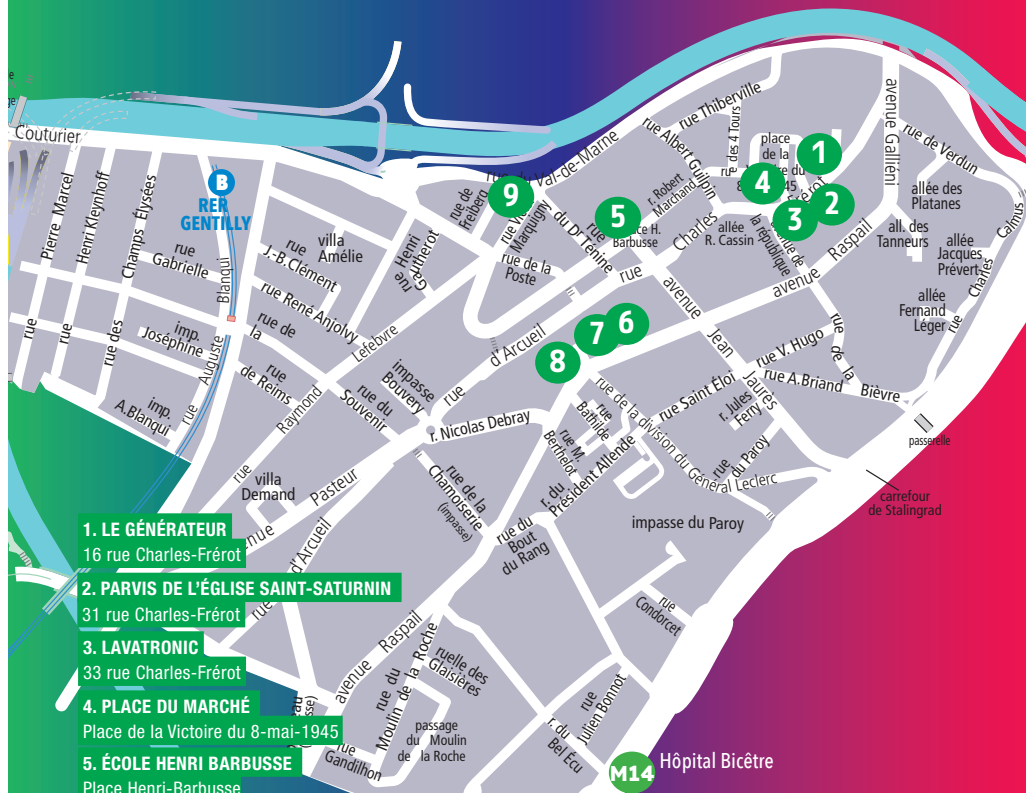 Couturier
rue Pierre Marcel
rue Henri Kleynhoff
rue des Champs Élysées
B
RER
GENTILLY
rue
Gabrielle
rue Auguste Blanqui
imp.
Joséphine
imp.
A.Blanqui
rue
J.-B.Clément
villa
Amélie
rue René Anjolvy
rue de la
rue
de Reims
rue Raymond Lefebvre
rue du
Souvenir
impasse
Bouvery
rue Henri
rue de
Freiberg
9
Val-de-Marne
Marquigny
rue de la
Poste
du Dr Ténine
rue
5
Barbusse
r. Robert
Marchand
rue Albert Guilpin
rue Thiberville
rue des 4 Tours
place
de la
1
4
3
2
rue Charles
allée
R. Cassin
la république
avenue Raspail
avenue Galliéni
rue de Verdun
allée des
Platanes
all. des
Tanneurs
allée
Jacques
Prévert
allée
Fernand
Léger
rue Charles Calmus
rue d'Arcueil
7
6
8
avenue Jean Jaurès
rue V. Hugo
rue A.Briand
rue de la Bièvre
passerelle
rue Saint Éloi
r. Jules
Ferry
rue
du Paroy
rue de la division du Général Leclerc
rue
Bathilde
rue M.
Berthelot
r. du
Président Allende
r. Nicolas Debray
rue de la
Chamoiserie
(impasse)
rue du
Bout
du Rang
impasse du Paroy
carrefour
de Stalingrad
rue
Condorcet
villa
Demand
Pasteur
rue d'Arcueil
avenue Raspail
rue du
Moulin de la Roche
ruelle des
Glaisières
passage
du Moulin
de la Roche
rue
Gandilhon
rue
Julien Bonnot
r. du
Bel Écu
M14 Hôpital Bicêtre
1. LE GÉNÉRATEUR
16 rue Charles-Frérot
2. PARVIS DE L'ÉGLISE SAINT-SATURNIN
31 rue Charles-Frérot
3. LAVATRONIC
33 rue Charles-Frérot
4. PLACE DU MARCHÉ
Place de la Victoire du 8-mai-1945
5. ÉCOLE HENRI BARBUSSE
Place Henri-Barbusse